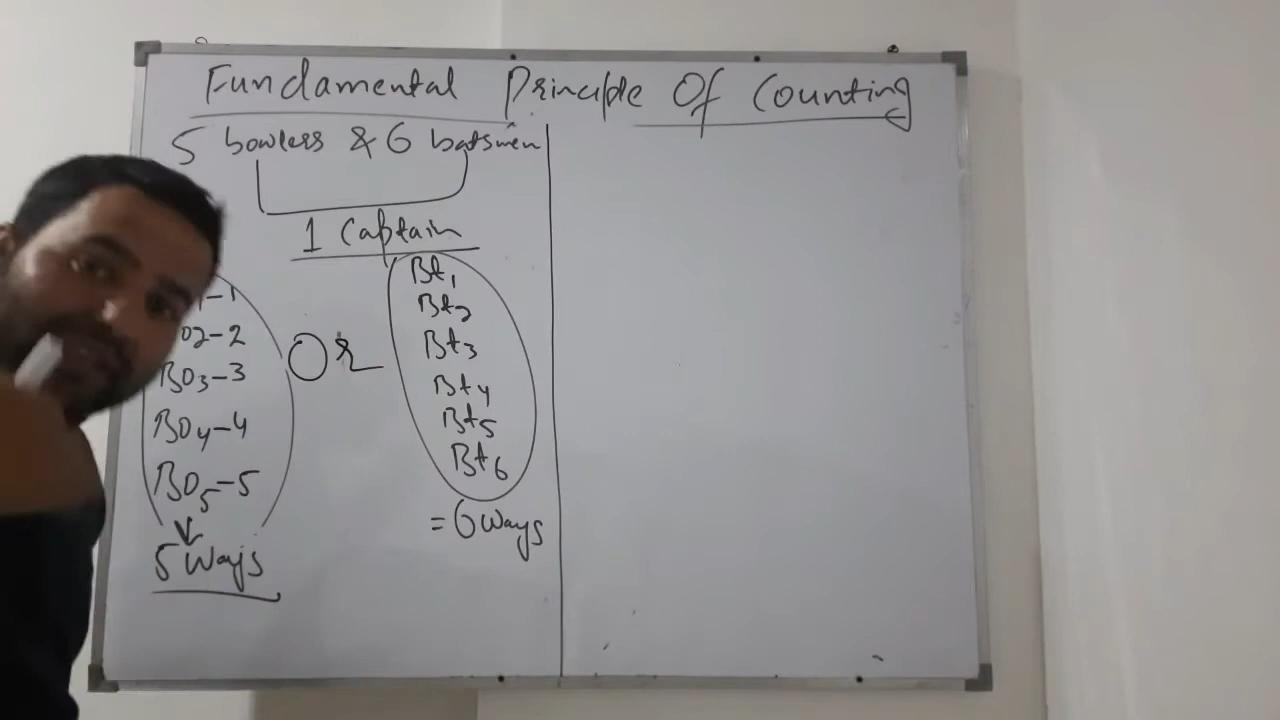 Fundamental Principle Of Counting
5 bowlers & 6 batsmen
1 Captain
-1
O2-2
BO3-3
BO4-4
BO5-5
5 Ways
Or
Bt1
Bt2
Bt3
Bt4
Bt5
Bt6
= 6 ways